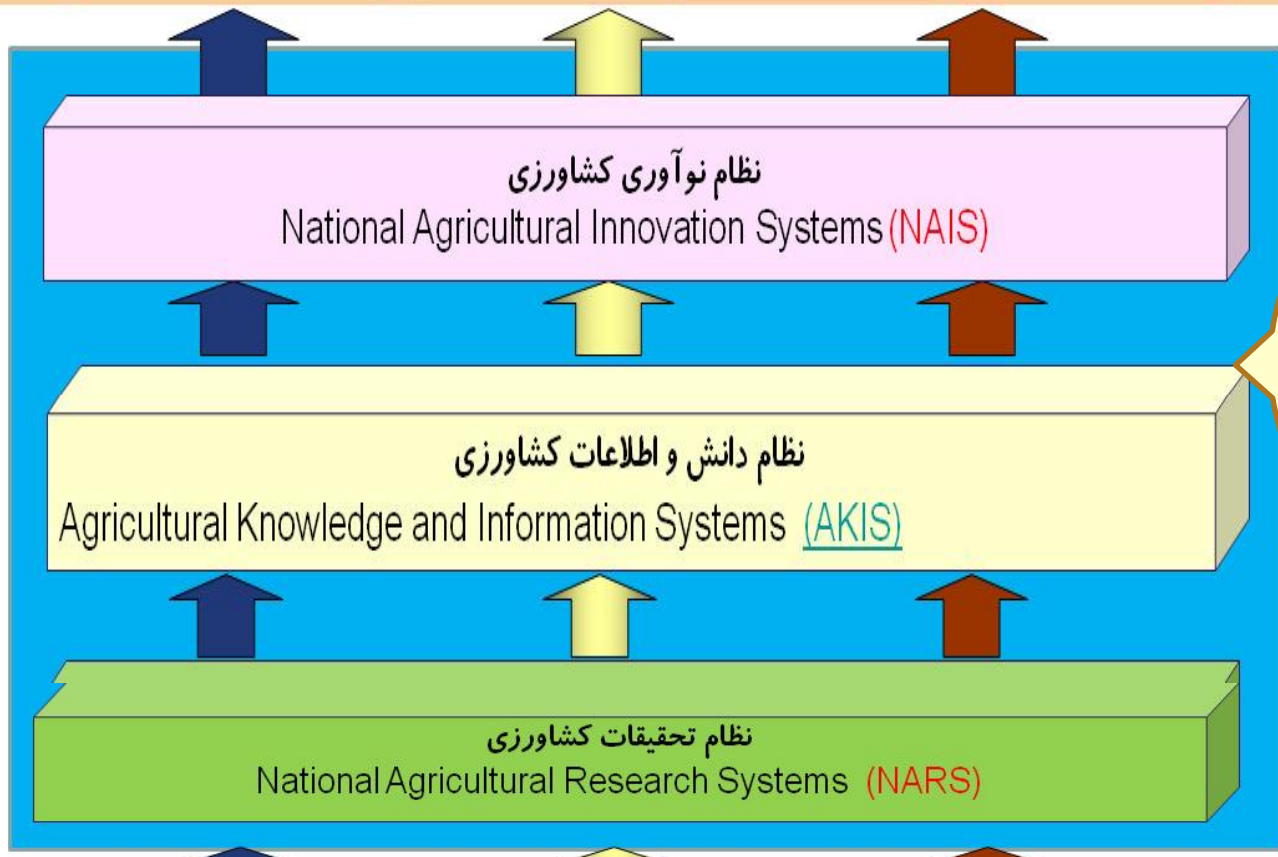 نظام نوآوری کشاورزی
National Agricultural Innovation Systems (NAIS)
نظام دانش و اطلاعات کشاورزی
Agricultural Knowledge and Information Systems (AKIS)
نظام تحقیقات کشاورزی
National Agricultural Research Systems (NARS)